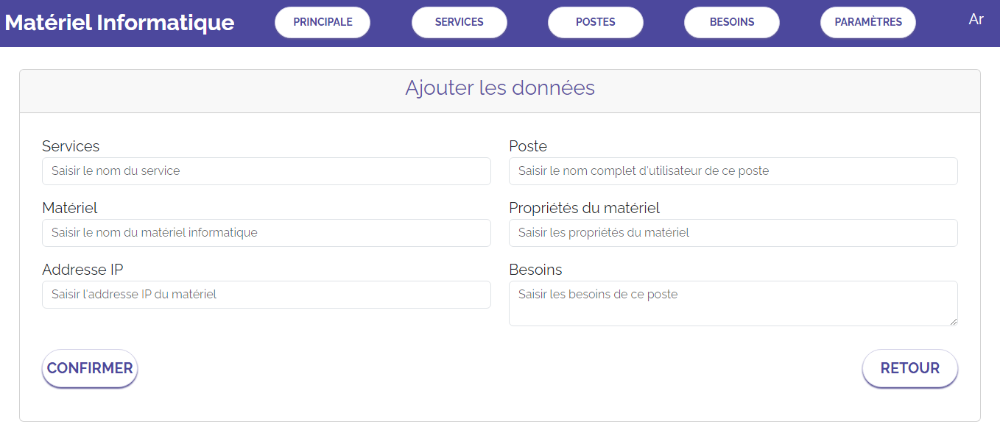 Matériel Informatique
PRINCIPALE
SERVICES
POSTES
BESOINS
PARAMÈTRES
Ar
Ajouter les données
Services
Saisir le nom du service
Poste
Saisir le nom complet d'utilisateur de ce poste
Matériel
Saisir le nom du matériel informatique
Propriétés du matériel
Saisir les propriétés du matériel
Addresse IP
Saisir l'addresse IP du matériel
Besoins
Saisir les besoins de ce poste
CONFIRMER
RETOUR